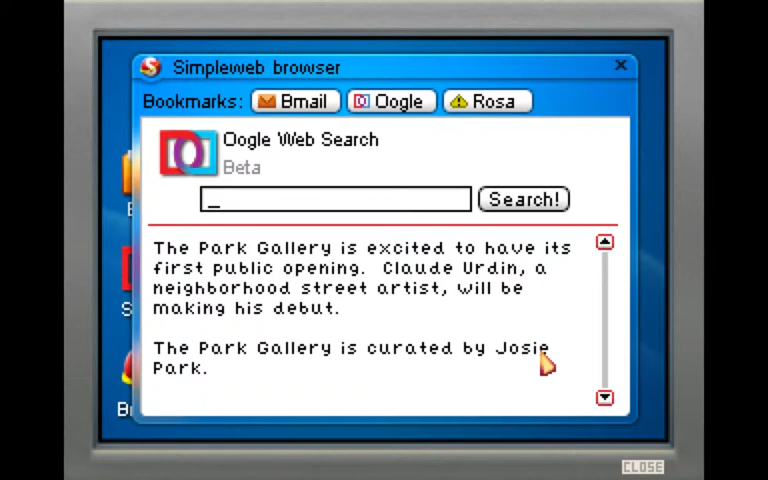 Simpleweb browser
Bookmarks: Bmail Oogle Rosa
Oogle Web Search
Beta
_ Search!
The Park Gallery is excited to have its
first public opening. Claude Urdin, a
neighborhood street artist, will be
making his debut.
The Park Gallery is curated by Josie
Park.
CLOSE